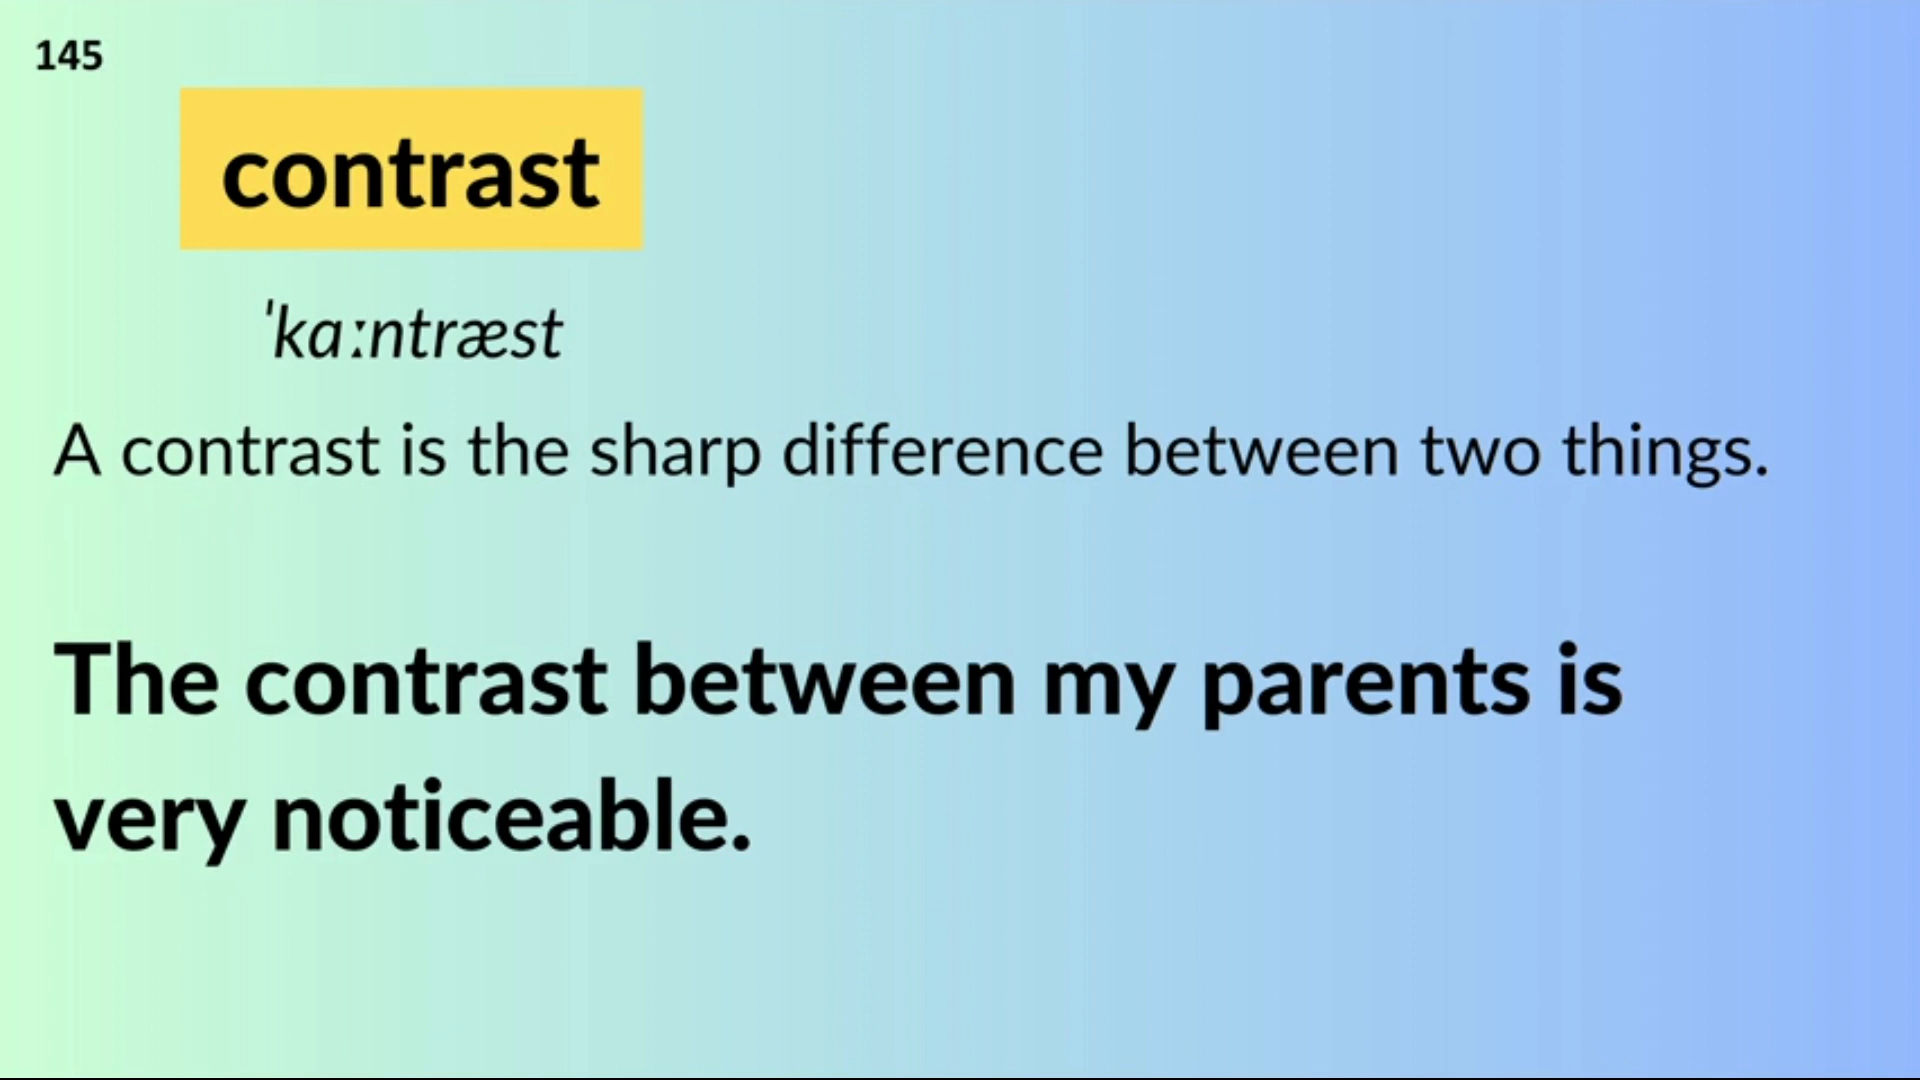 145
contrast
ˈkaːntræst
A contrast is the sharp difference between two things.
The contrast between my parents is
very noticeable.